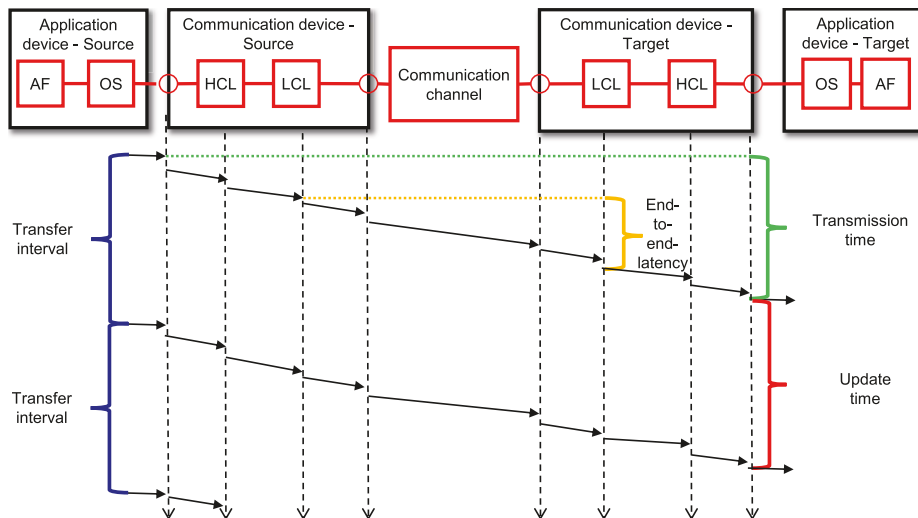 Application
device - Source
AF
OS
Communication device -
Source
HCL
LCL
Communication
channel
Communication device -
Target
LCL
HCL
Application
device - Target
OS
AF
Transfer
interval
End-
to-
end-
latency
Transmission
time
Transfer
interval
Update
time